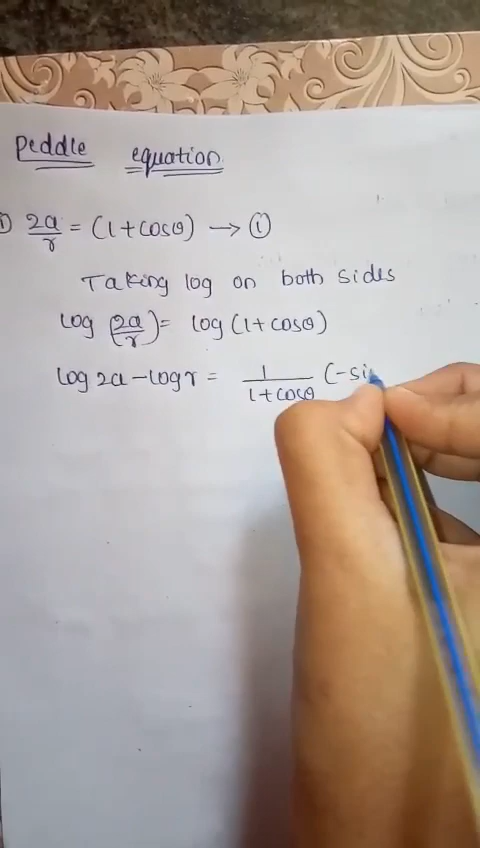 Peddle equation
1) 2a/r = (1+cosθ) → ①
Taking log on both sides
log (2a/r) = log (1+cosθ)
log 2a - log r = 1/1+cosθ (-si